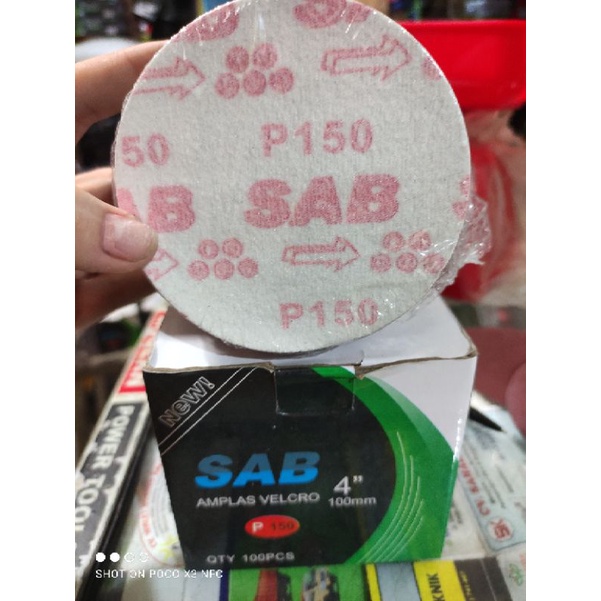 50
P150
AB
SAB
P150
NEW!
SAB
AMPLAS VELCRO
4"
100mm
P 150
QTY 100PCS
POWER TOOL
SHOT ON POCO X3 NFC